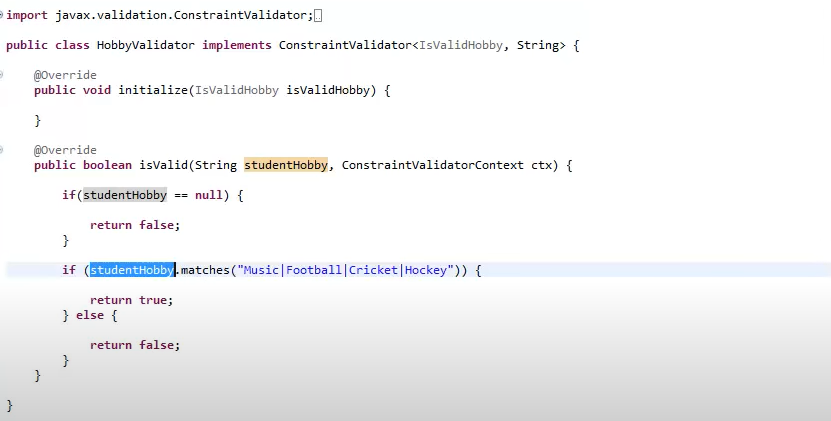 import javax.validation.ConstraintValidator;
public class HobbyValidator implements ConstraintValidator<IsValidHobby, String> {
@Override
public void initialize(IsValidHobby isValidHobby) {
}
@Override
public boolean isValid(String studentHobby, ConstraintValidatorContext ctx) {
if(studentHobby == null) {
return false;
}
if (studentHobby.matches("Music|Football|Cricket|Hockey")) {
return true;
} else {
return false;
}
}
}